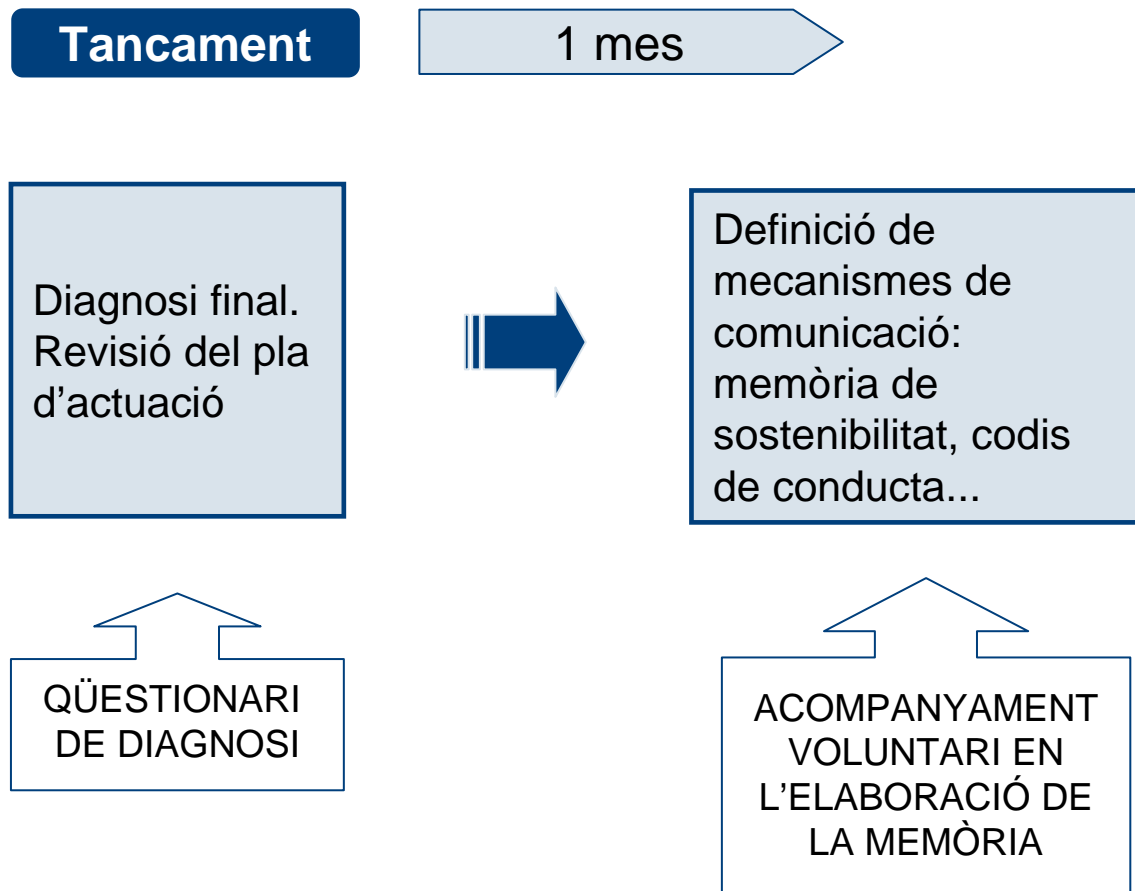 Tancament
1 mes
Diagnosi final.
Revisió del pla
d’actuació
Definició de
mecanismes de
comunicació:
memòria de
sostenibilitat, codis
de conducta...
QÜESTIONARI
DE DIAGNOSI
ACOMPANYAMENT
VOLUNTARI EN
L’ELABORACIÓ DE
LA MEMÒRIA